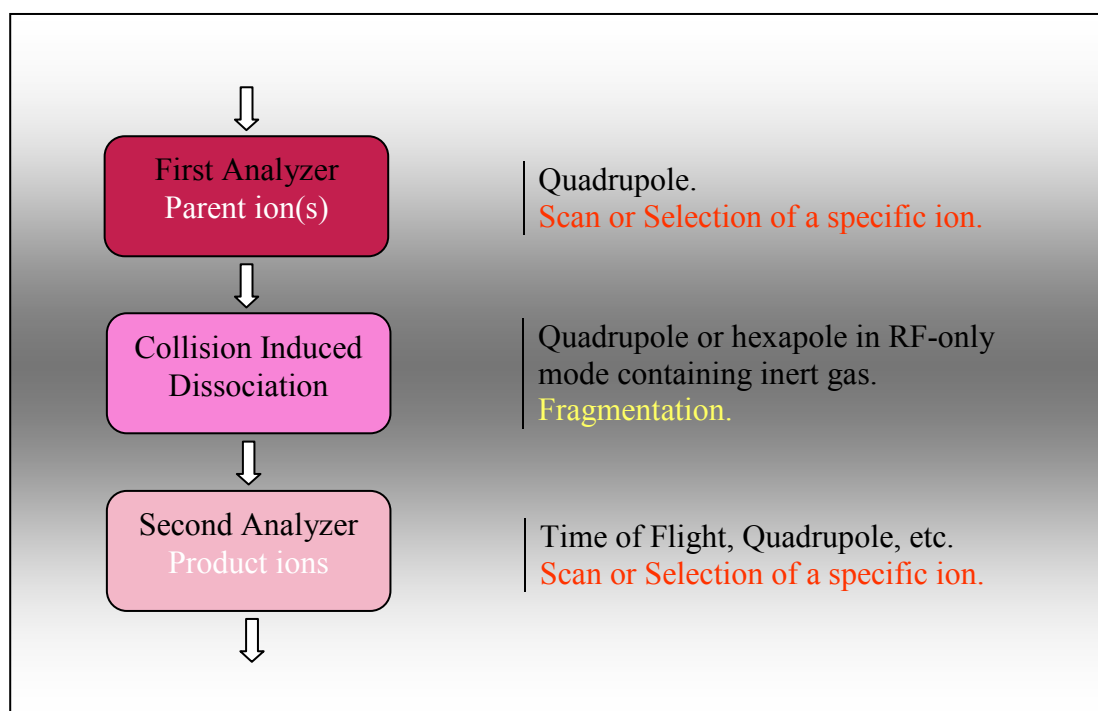 First Analyzer
Parent ion(s)
Quadrupole.
Scan or Selection of a specific ion.
Collision Induced
Dissociation
Quadrupole or hexapole in RF-only
mode containing inert gas.
Fragmentation.
Second Analyzer
Product ions
Time of Flight, Quadrupole, etc.
Scan or Selection of a specific ion.